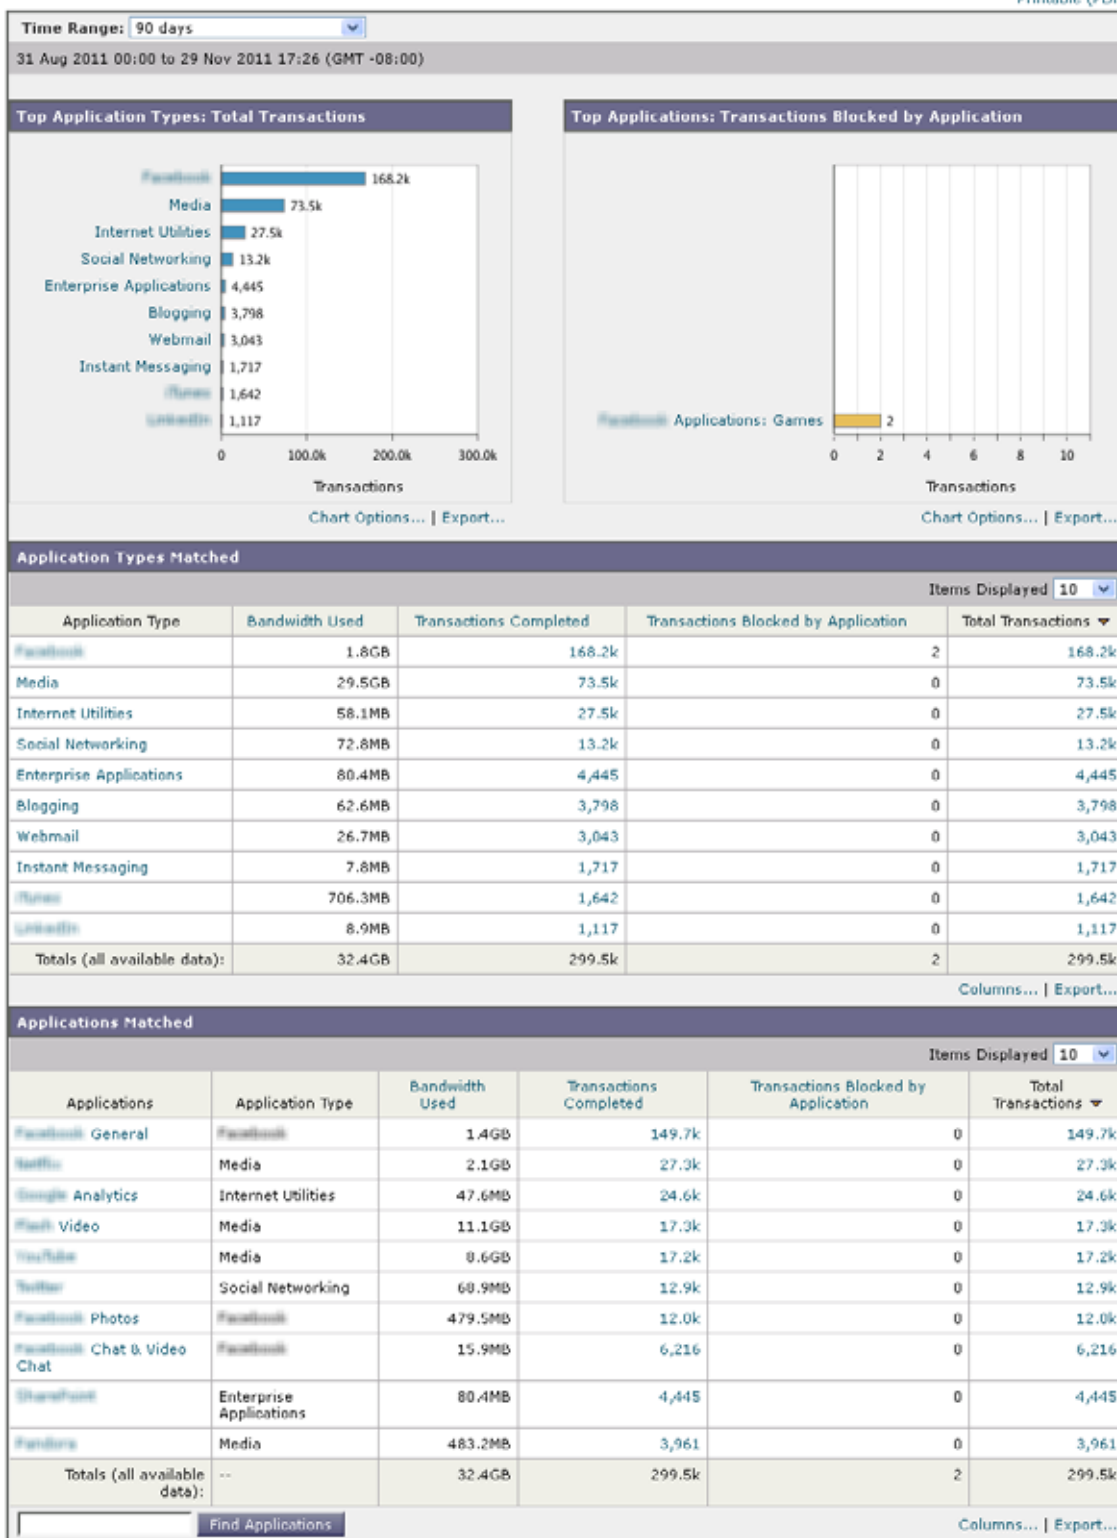 Time Range: 90 days
31 Aug 2011 00:00 to 29 Nov 2011 17:26 (GMT -08:00)
Top Application Types: Total Transactions
168.2k
Media 73.5k
Internet Utilities 27.5k
Social Networking 13.2k
Enterprise Applications 4,445
Blogging 3,798
Webmail 3,043
Instant Messaging 1,717
1,642
1,117
0 100.0k 200.0k 300.0k
Transactions
Chart Options... | Export...
Top Applications: Transactions Blocked by Application
Applications: Games 2
0 2 4 6 8 10
Transactions
Chart Options... | Export...
Application Types Matched
Items Displayed 10
Application Type Bandwidth Used Transactions Completed Transactions Blocked by Application Total Transactions
1.8GB 168.2k 2 168.2k
Media 29.5GB 73.5k 0 73.5k
Internet Utilities 58.1MB 27.5k 0 27.5k
Social Networking 72.8MB 13.2k 0 13.2k
Enterprise Applications 80.4MB 4,445 0 4,445
Blogging 62.6MB 3,798 0 3,798
Webmail 26.7MB 3,043 0 3,043
Instant Messaging 7.8MB 1,717 0 1,717
706.3MB 1,642 0 1,642
8.9MB 1,117 0 1,117
Totals (all available data): 32.4GB 299.5k 2 299.5k
Columns... | Export...
Applications Matched
Items Displayed 10
Applications Application Type Bandwidth Used Transactions Completed Transactions Blocked by Application Total Transactions
General 1.4GB 149.7k 0 149.7k
Media 2.1GB 27.3k 0 27.3k
Analytics Internet Utilities 47.6MB 24.6k 0 24.6k
Video Media 11.1GB 17.3k 0 17.3k
Media 8.6GB 17.2k 0 17.2k
Social Networking 68.9MB 12.9k 0 12.9k
Photos 479.5MB 12.0k 0 12.0k
Chat & Video Chat 15.9MB 6,216 0 6,216
Enterprise Applications 80.4MB 4,445 0 4,445
Media 483.2MB 3,961 0 3,961
Totals (all available data): -- 32.4GB 299.5k 2 299.5k
Find Applications
Columns... | Export...